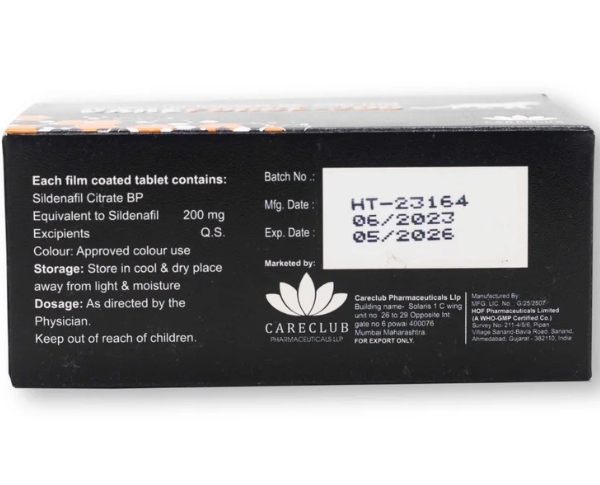 Each film coated tablet contains:
Sildenafil Citrate BP
Equivalent to Sildenafil 200 mg
Excipients Q.S.
Colour: Approved colour use
Storage: Store in cool & dry place
away from light & moisture
Dosage: As directed by the
Physician.
Keep out of reach of children.
Batch No .: HT-23164
Mfg. Date : 06/2023
Exp. Date : 05/2026
Marketed by:
CARECLUB
PHARMACEUTICALS LLP
Careclub Pharmaceuticals Llp
Building name- Solaris 1 C wing
unit no 26 to 29 Opposite Int
gate no 6 powai 400076
Mumbai Maharashtra.
FOR EXPORT ONLY.
Manufactured By:
MFG. LIC. No. : G/25/2607
HOF Pharmaceuticals Limited
(A WHO-GMP Certified Co.)
Survey No: 211-4/5/6, Pipan
Village Sanand-Bavla Road, Sanand,
Ahmedabad, Gujarat - 382110, India